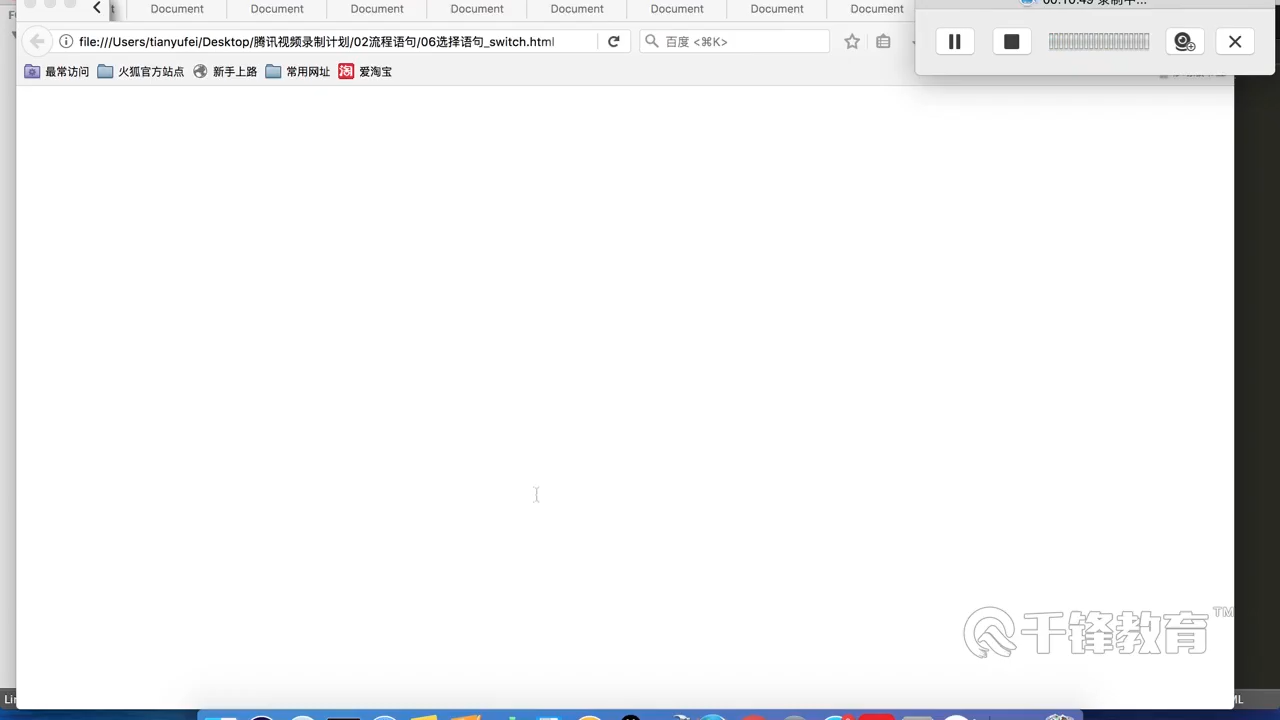 Document Document Document Document Document Document Document Document
file:///Users/tianyufei/Desktop/腾讯视频录制计划/02流程语句/06选择语句_switch.html
百度 <⌘K>
最常访问 火狐官方站点 新手上路 常用网址 淘 爱淘宝
千锋教育 TM